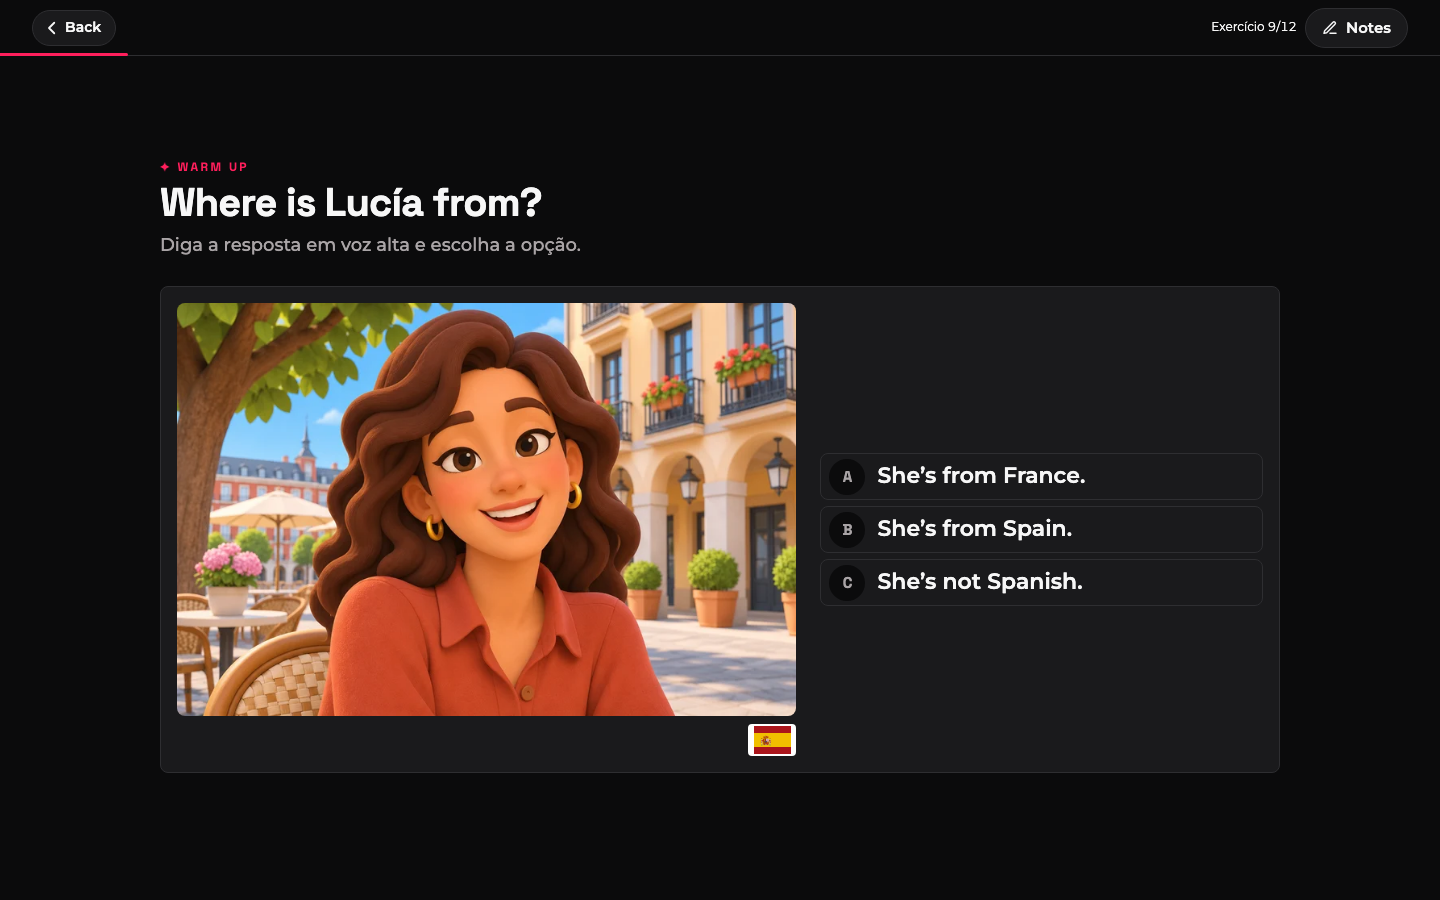 Back
Exercício 9/12
Notes
WARM UP
Where is Lucía from?
Diga a resposta em voz alta e escolha a opção.
A She’s from France.
B She’s from Spain.
C She’s not Spanish.